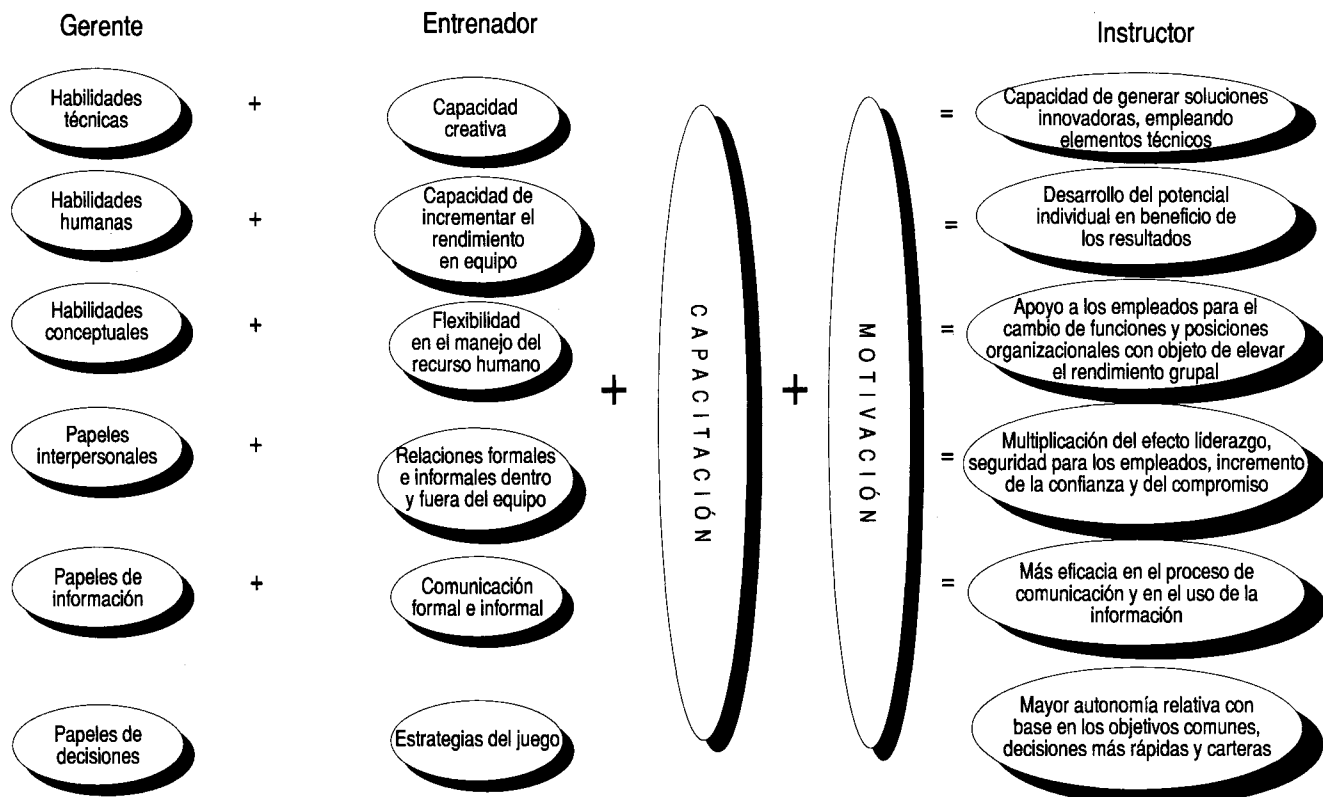 Gerente
Entrenador
Instructor
Habilidades
técnicas
+
Capacidad
creativa
=
Capacidad de generar soluciones
innovadoras, empleando
elementos técnicos
Habilidades
humanas
+
Capacidad de
incrementar el
rendimiento
en equipo
=
Desarrollo del potencial
individual en beneficio de
los resultados
Habilidades
conceptuales
+
Flexibilidad
en el manejo del
recurso humano
=
Apoyo a los empleados para el
cambio de funciones y posiciones
organizacionales con objeto de elevar
el rendimiento grupal
+
CAPACITACIÓN
+
MOTIVACIÓN
Papeles
interpersonales
+
Relaciones formales
e informales dentro
y fuera del equipo
=
Multiplicación del efecto liderazgo,
seguridad para los empleados, incremento
de la confianza y del compromiso
Papeles de
información
+
Comunicación
formal e informal
=
Más eficacia en el proceso de
comunicación y en el uso de la
información
Papeles de
decisiones
Estrategias del juego
Mayor autonomía relativa con
base en los objetivos comunes,
decisiones más rápidas y carteras